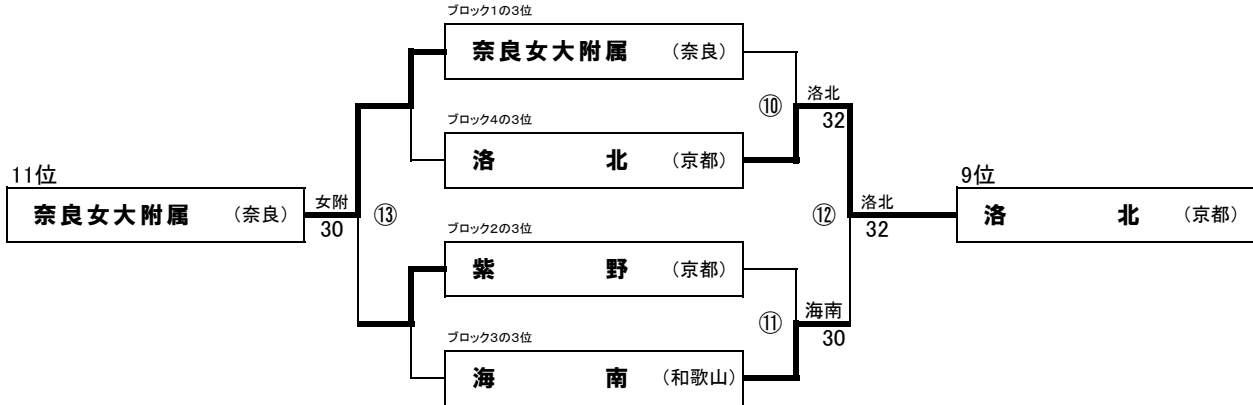 ブロック1の3位
奈良女大附属 (奈良)
⑩
洛北
32
ブロック4の3位
洛 北 (京都)
11位
奈良女大附属 (奈良)
女附
30
⑬
⑫
洛北
32
9位
洛 北 (京都)
ブロック2の3位
紫 野 (京都)
⑪
海南
30
ブロック3の3位
海 南 (和歌山)